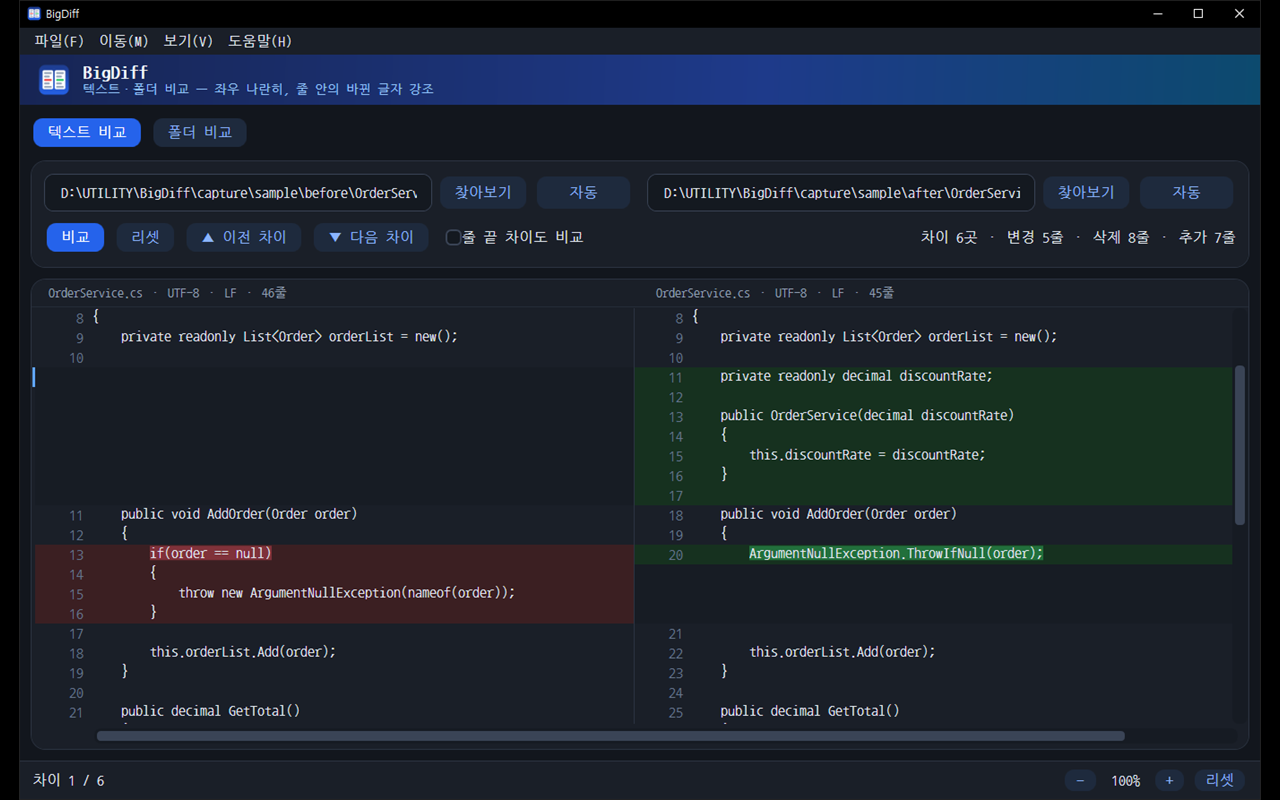 BigDiff
파일(F) 이동(M) 보기(V) 도움말(H)
BigDiff
텍스트 · 폴더 비교 — 좌우 나란히, 줄 안의 바뀐 글자 강조
텍스트 비교 폴더 비교
D:\UTILITY\BigDiff\capture\sample\before\OrderServ 찾아보기 자동 D:\UTILITY\BigDiff\capture\sample\after\OrderServi 찾아보기 자동
비교 리셋 ▲ 이전 차이 ▼ 다음 차이 줄 끝 차이도 비교 차이 6곳 · 변경 5줄 · 삭제 8줄 · 추가 7줄
OrderService.cs · UTF-8 · LF · 46줄
8 {
9 private readonly List<Order> orderList = new();
10
11 public void AddOrder(Order order)
12 {
13 if(order == null)
14 {
15 throw new ArgumentNullException(nameof(order));
16 }
17
18 this.orderList.Add(order);
19 }
20
21 public decimal GetTotal()
OrderService.cs · UTF-8 · LF · 45줄
8 {
9 private readonly List<Order> orderList = new();
10
11 private readonly decimal discountRate;
12
13 public OrderService(decimal discountRate)
14 {
15 this.discountRate = discountRate;
16 }
17
18 public void AddOrder(Order order)
19 {
20 ArgumentNullException.ThrowIfNull(order);
21
22 this.orderList.Add(order);
23 }
24
25 public decimal GetTotal()
차이 1 / 6 − 100% + 리셋